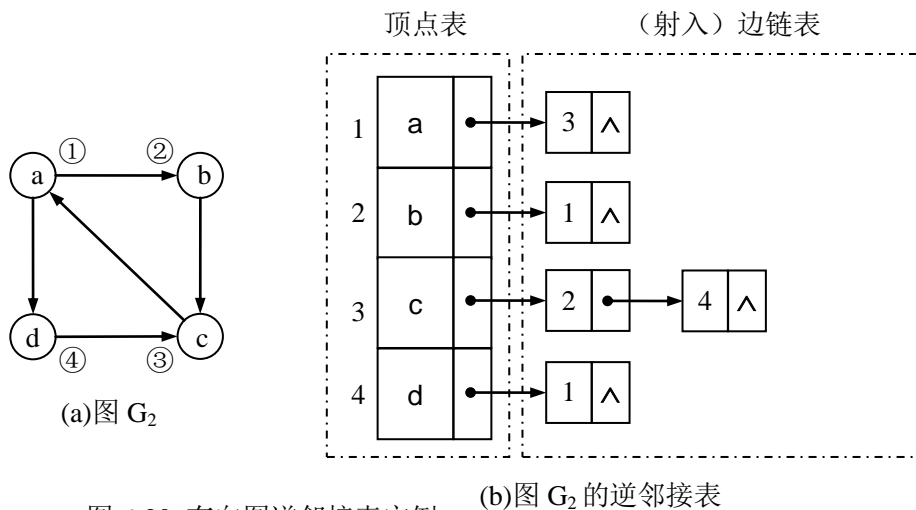 顶点表
（射入）边链表
① ②
a b
d c
④ ③
(a)图 G₂
1 a 3 ∧
2 b 1 ∧
3 c 2 4 ∧
4 d 1 ∧
(b)图 G₂ 的逆邻接表